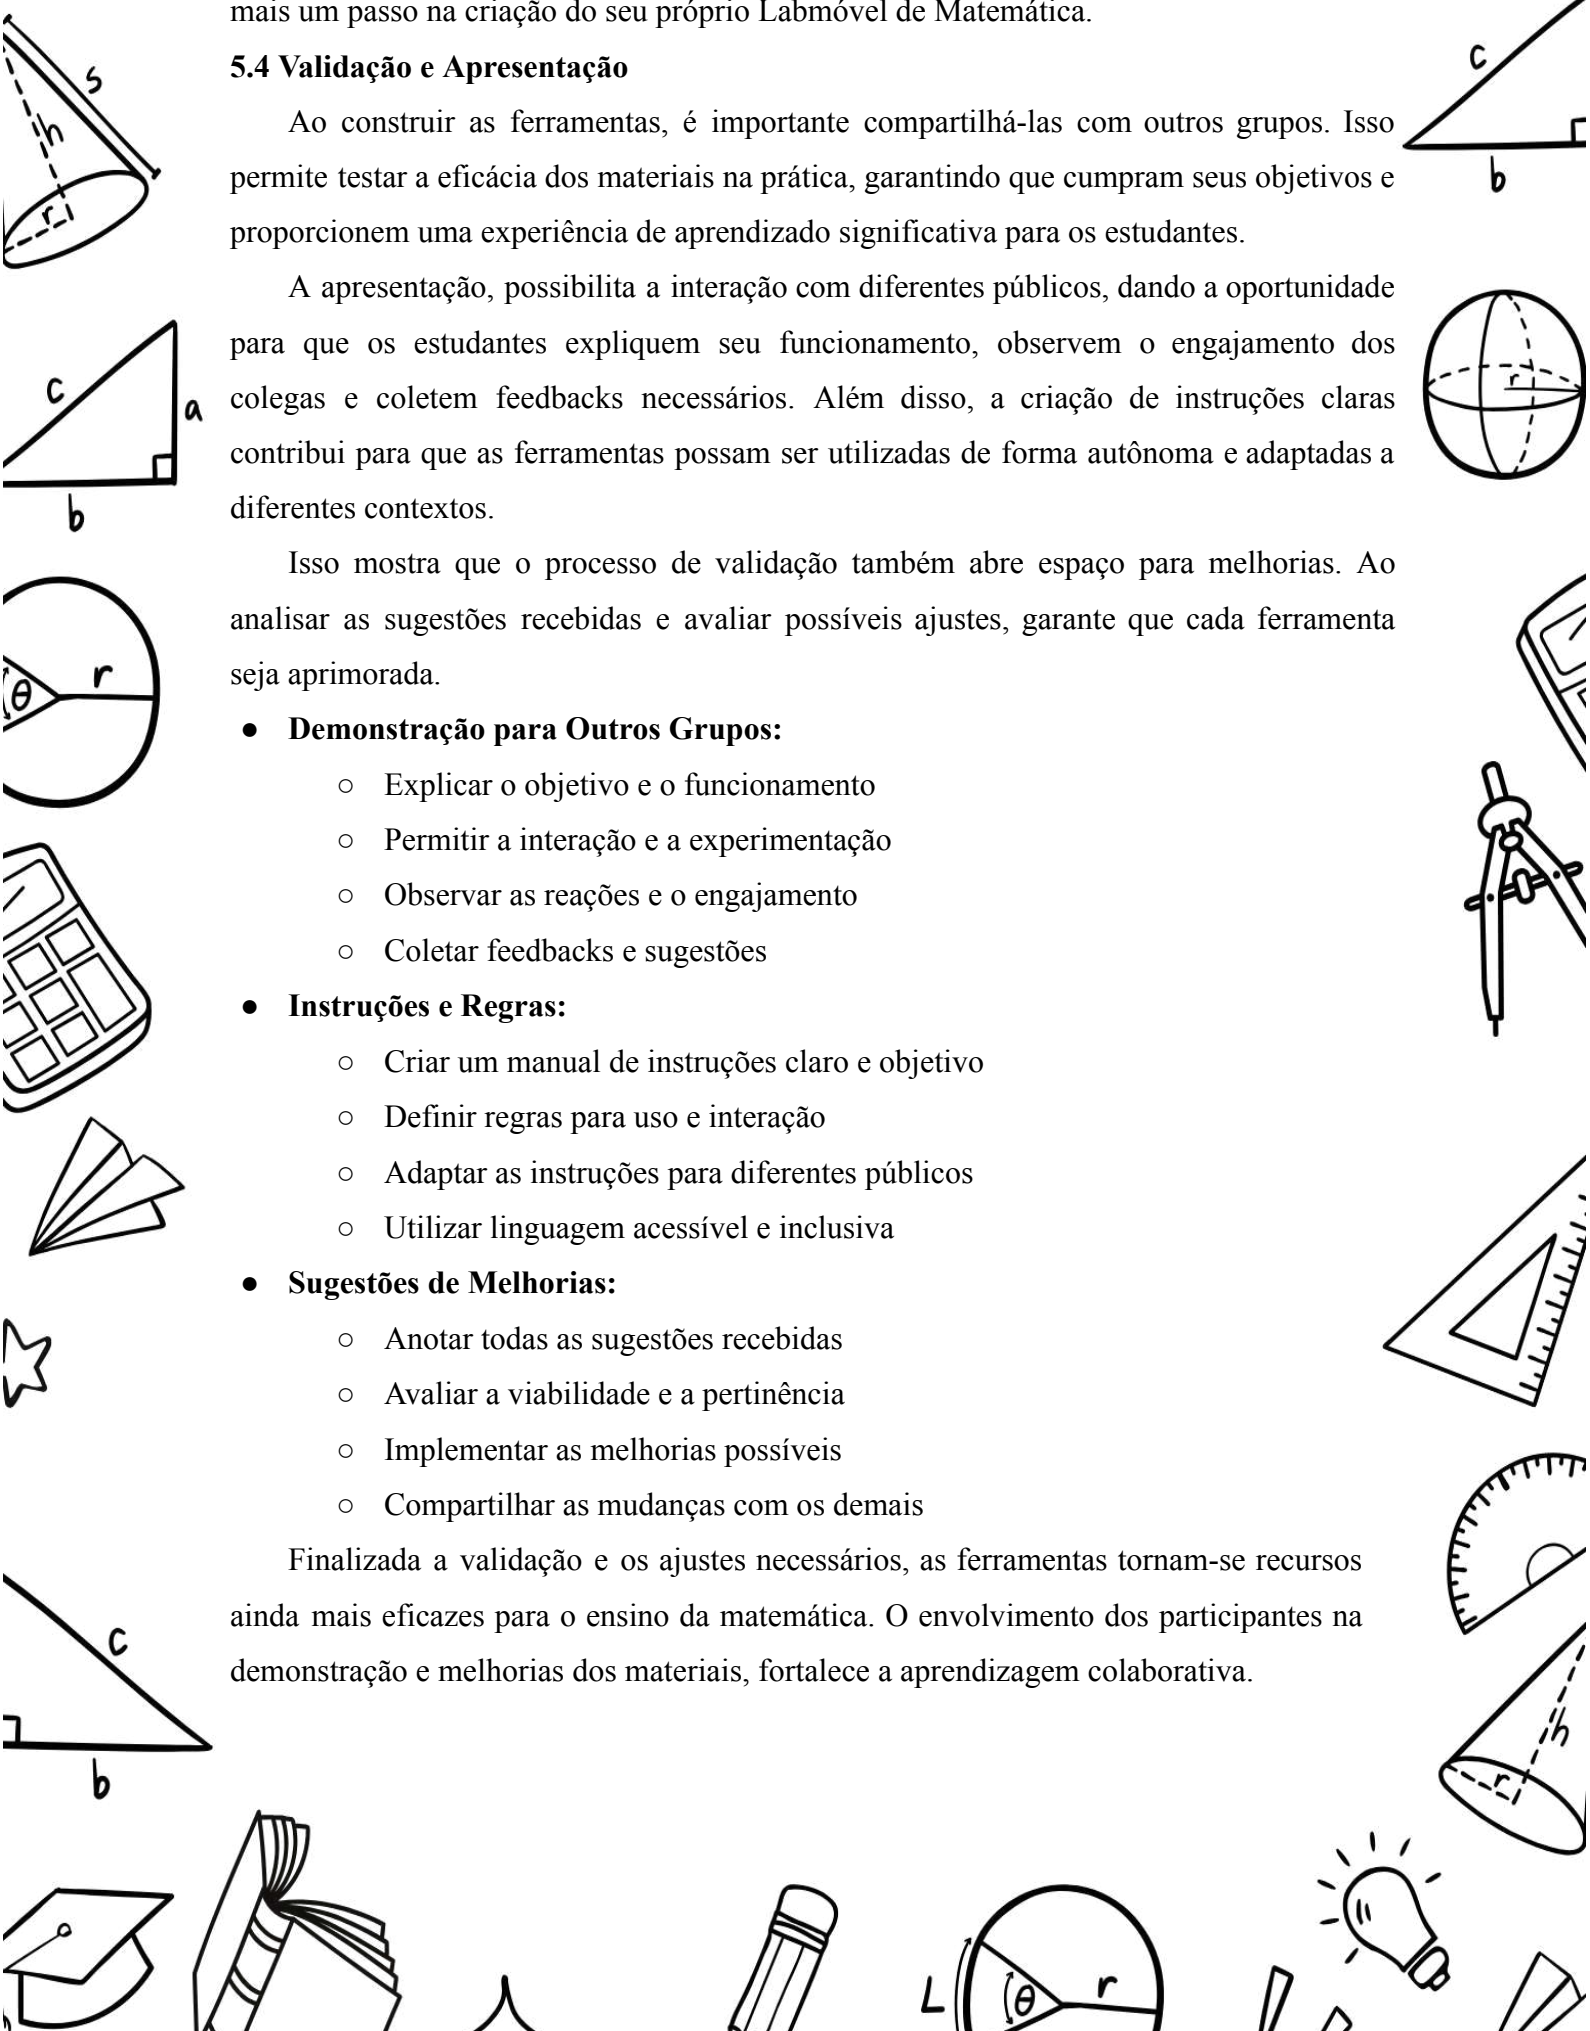 mais um passo na criação do seu próprio Labmóvel de Matemática.
5.4 Validação e Apresentação
Ao construir as ferramentas, é importante compartilhá-las com outros grupos. Isso
permite testar a eficácia dos materiais na prática, garantindo que cumpram seus objetivos e
proporcionem uma experiência de aprendizado significativa para os estudantes.
A apresentação, possibilita a interação com diferentes públicos, dando a oportunidade
para que os estudantes expliquem seu funcionamento, observem o engajamento dos
colegas e coletem feedbacks necessários. Além disso, a criação de instruções claras
contribui para que as ferramentas possam ser utilizadas de forma autônoma e adaptadas a
diferentes contextos.
Isso mostra que o processo de validação também abre espaço para melhorias. Ao
analisar as sugestões recebidas e avaliar possíveis ajustes, garante que cada ferramenta
seja aprimorada.
● Demonstração para Outros Grupos:
○ Explicar o objetivo e o funcionamento
○ Permitir a interação e a experimentação
○ Observar as reações e o engajamento
○ Coletar feedbacks e sugestões
● Instruções e Regras:
○ Criar um manual de instruções claro e objetivo
○ Definir regras para uso e interação
○ Adaptar as instruções para diferentes públicos
○ Utilizar linguagem acessível e inclusiva
● Sugestões de Melhorias:
○ Anotar todas as sugestões recebidas
○ Avaliar a viabilidade e a pertinência
○ Implementar as melhorias possíveis
○ Compartilhar as mudanças com os demais
Finalizada a validação e os ajustes necessários, as ferramentas tornam-se recursos
ainda mais eficazes para o ensino da matemática. O envolvimento dos participantes na
demonstração e melhorias dos materiais, fortalece a aprendizagem colaborativa.
s
h
r
c
a
b
θ
r
c
b
c
b
r
h
r
L
θ
r